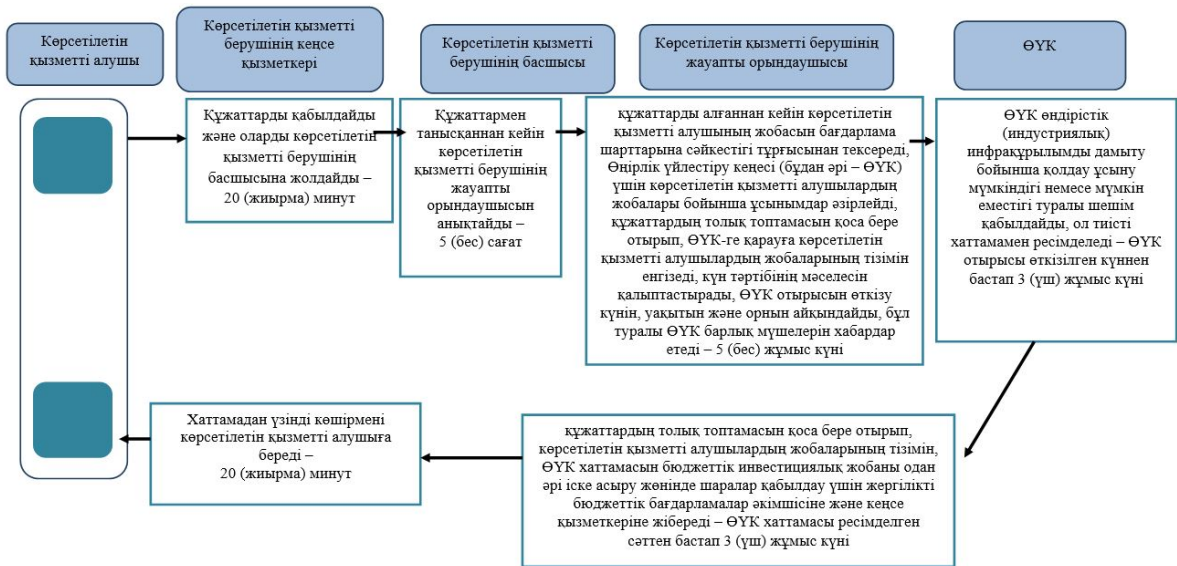 Көрсетілетін
қызметті алушы
Көрсетілетін қызметті
берушінің кеңсе
қызметкері
Көрсетілетін қызметті
берушінің басшысы
Көрсетілетін қызметті берушінің
жауапты орындаушысы
ӨҮК
Құжаттарды қабылдайды
және оларды көрсетілетін
қызметті берушінің
басшысына жолдайды –
20 (жиырма) минут
Құжаттармен
танысқаннан кейін
көрсетілетін
қызметті берушінің
жауапты
орындаушысын
анықтайды –
5 (бес) сағат
құжаттарды алғаннан кейін көрсетілетін
қызметті алушының жобасын бағдарлама
шарттарына сәйкестігі тұрғысынан тексереді,
Өңірлік үйлестіру кеңесі (бұдан әрі – ӨҮК)
үшін көрсетілетін қызметті алушылардың
жобалары бойынша ұсынымдар әзірлейді,
құжаттардың толық топтамасын қоса бере
отырып, ӨҮК-ге қарауға көрсетілетін
қызметті алушылардың жобаларының тізімін
енгізеді, күн тәртібінің мәселесін
қалыптастырады, ӨҮК отырысын өткізу
күнін, уақытын және орнын айқындайды, бұл
туралы ӨҮК барлық мүшелерін хабардар
етеді – 5 (бес) жұмыс күні
ӨҮК өндірістік
(индустриялық)
инфрақұрылымды дамыту
бойынша қолдау ұсыну
мүмкіндігі немесе мүмкін
еместігі туралы шешім
қабылдайды, ол тиісті
хаттамамен ресімделеді – ӨҮК
отырысы өткізілген күннен
бастап 3 (үш) жұмыс күні
Хаттамадан үзінді көшірмені
көрсетілетін қызметті алушыға
береді –
20 (жиырма) минут
құжаттардың толық топтамасын қоса бере отырып,
көрсетілетін қызметті алушылардың жобаларының тізімін,
ӨҮК хаттамасын бюджеттік инвестициялық жобаны одан
әрі іске асыру жөнінде шаралар қабылдау үшін жергілікті
бюджеттік бағдарламалар әкімшісіне және кеңсе
қызметкеріне жібереді – ӨҮК хаттамасы ресімделген
сәттен бастап 3 (үш) жұмыс күні